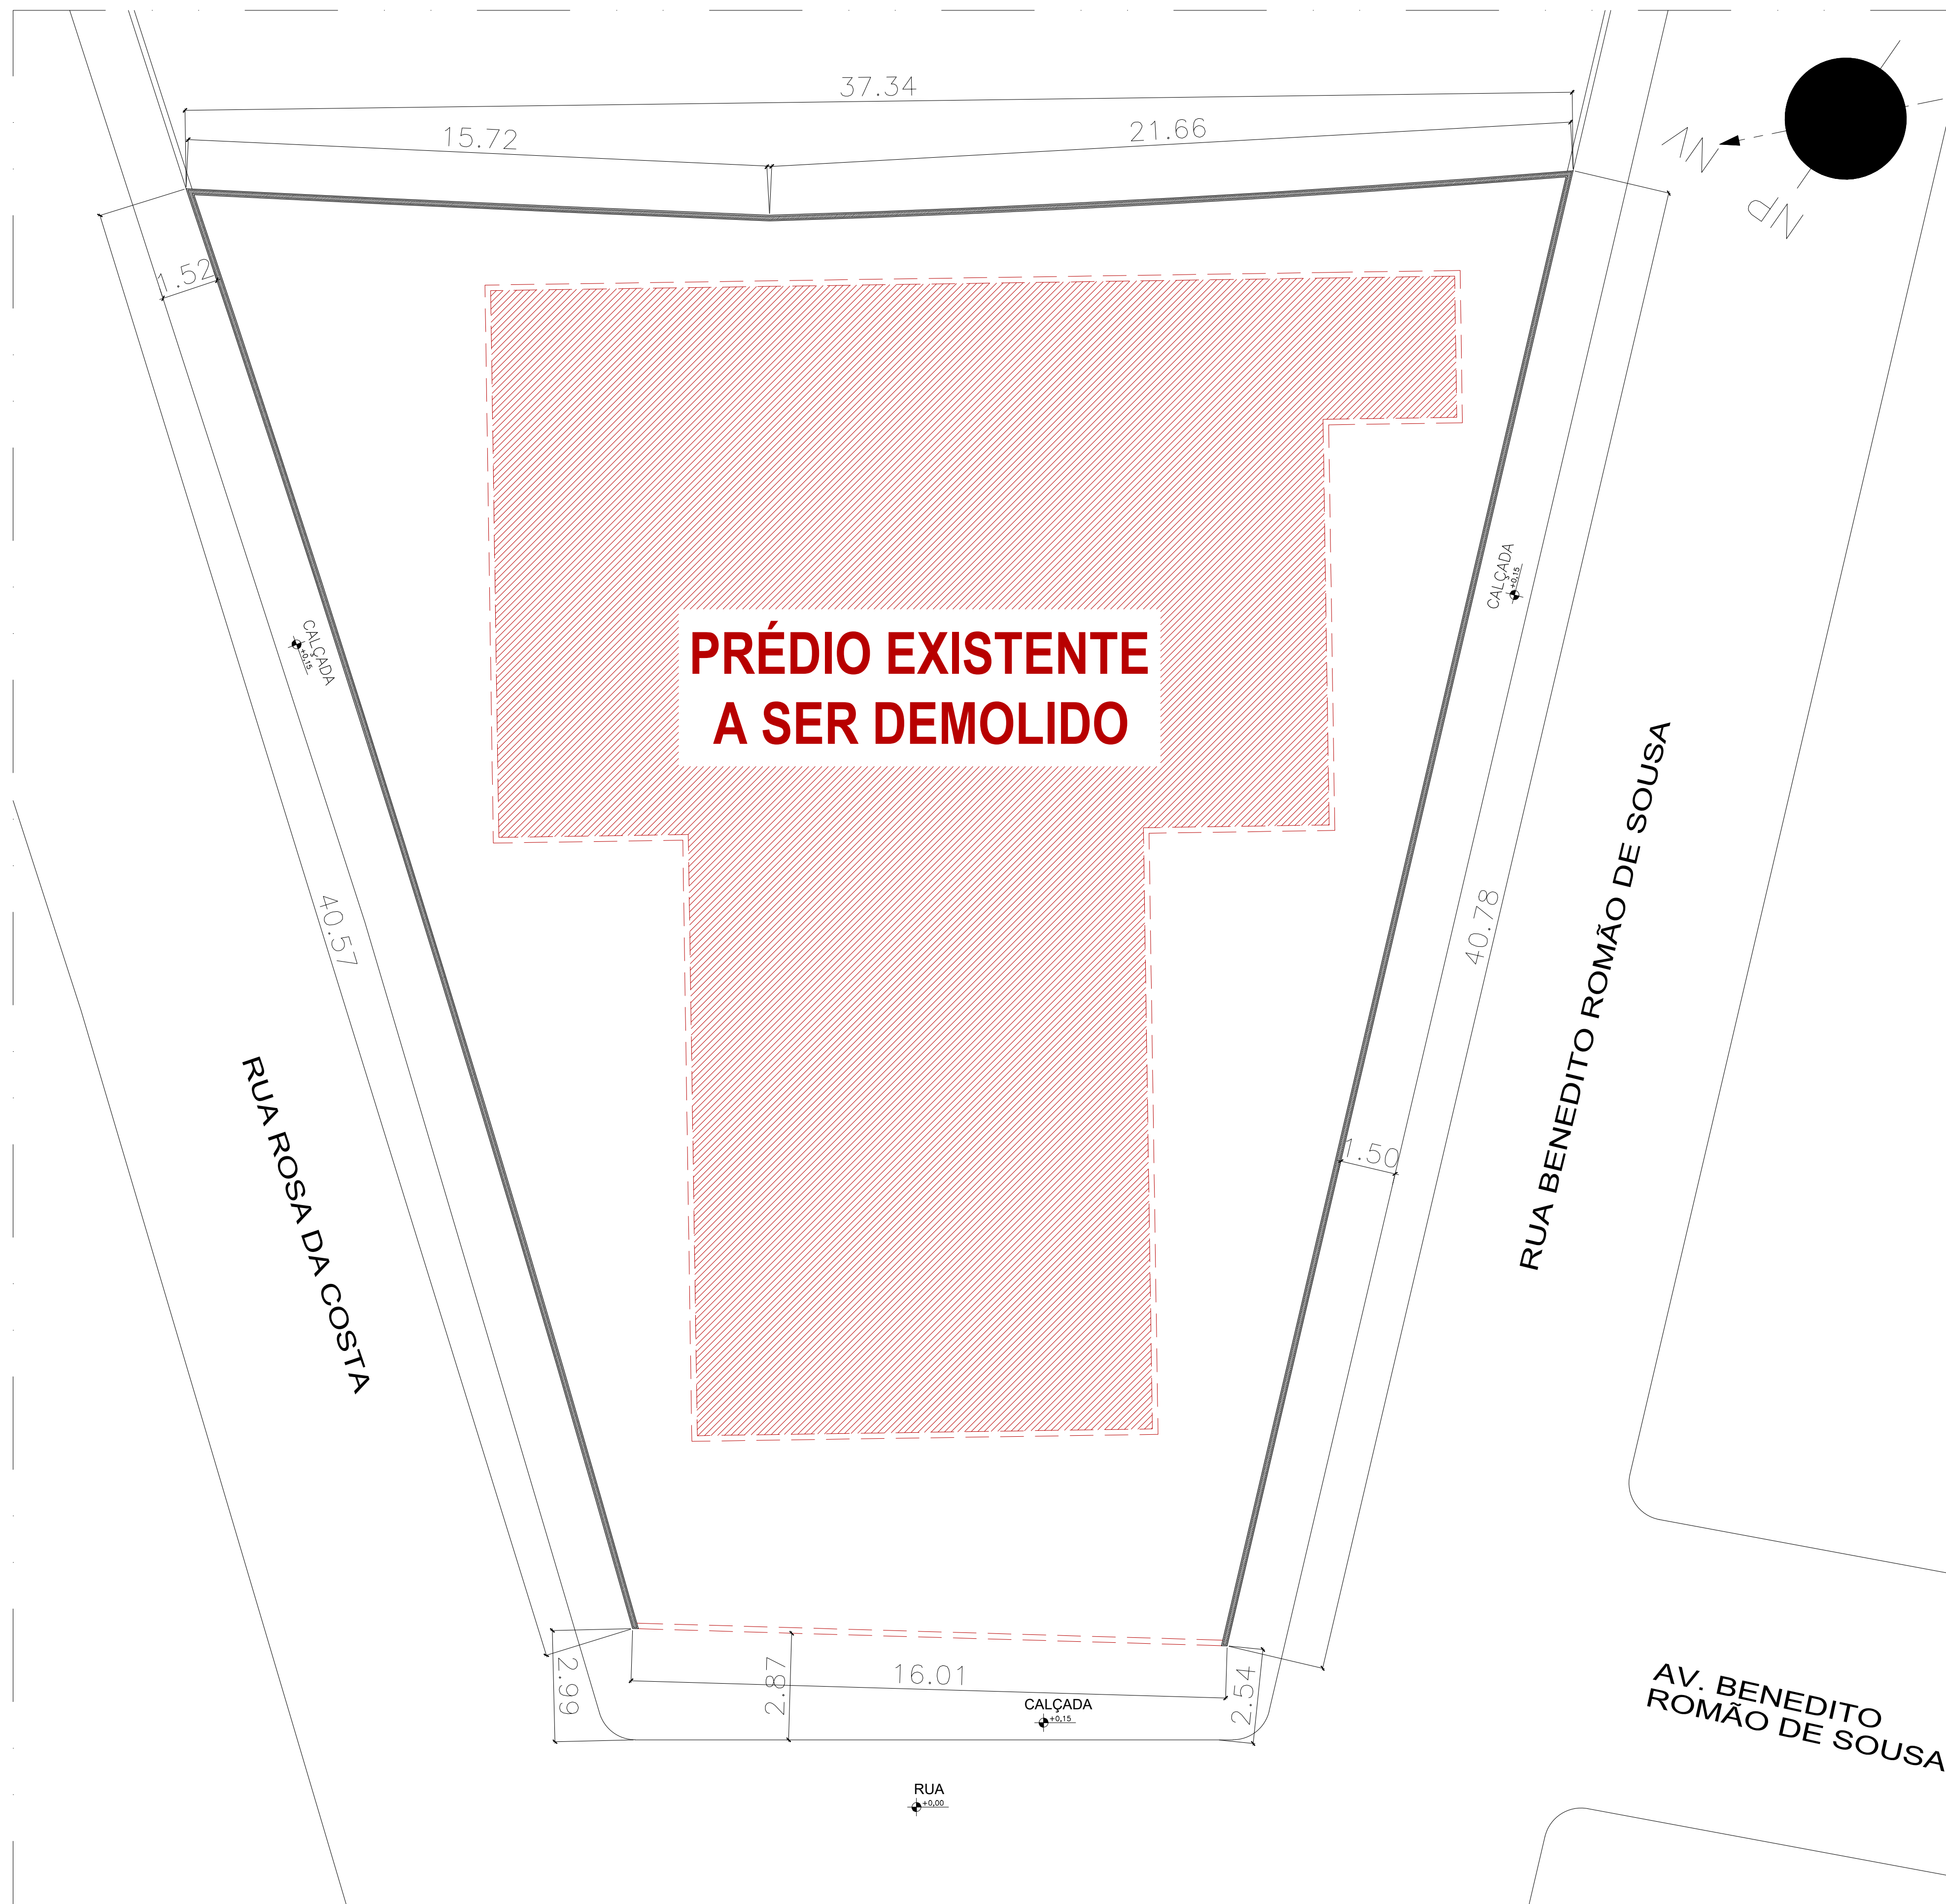 37.34
15.72
21.66
NV
NP
1.52
CALÇADA
+0,15
CALÇADA
+0,15
PRÉDIO EXISTENTE
A SER DEMOLIDO
40.57
40.78
RUA BENEDITO ROMÃO DE SOUSA
RUA ROSA DA COSTA
1.50
2.99
2.87
16.01
2.54
CALÇADA
+0,15
AV. BENEDITO
ROMÃO DE SOUSA
RUA
+0,00